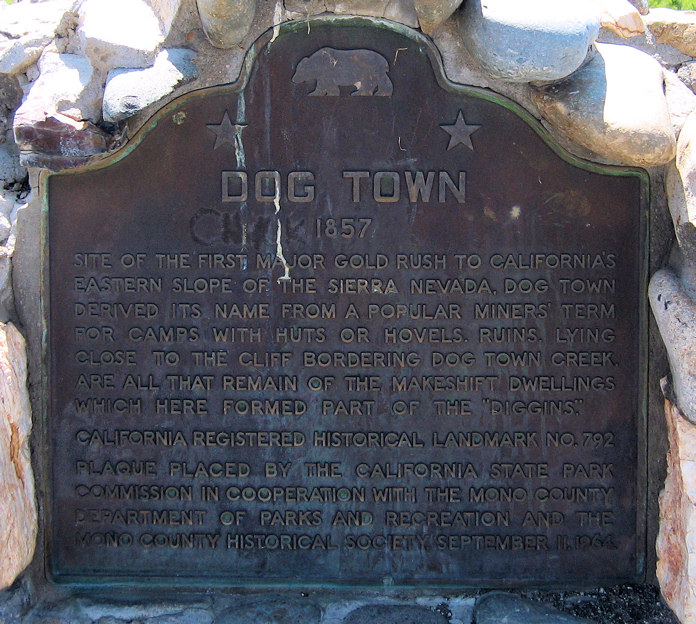 DOG TOWN
1857
SITE OF THE FIRST MAJOR GOLD RUSH TO CALIFORNIA'S
EASTERN SLOPE OF THE SIERRA NEVADA, DOG TOWN
DERIVED ITS NAME FROM A POPULAR MINERS' TERM
FOR CAMPS WITH HUTS OR HOVELS. RUINS, LYING
CLOSE TO THE CLIFF BORDERING DOG TOWN CREEK,
ARE ALL THAT REMAIN OF THE MAKESHIFT DWELLINGS
WHICH HERE FORMED PART OF THE "DIGGINS."
CALIFORNIA REGISTERED HISTORICAL LANDMARK NO. 792
PLAQUE PLACED BY THE CALIFORNIA STATE PARK
COMMISSION IN COOPERATION WITH THE MONO COUNTY
DEPARTMENT OF PARKS AND RECREATION AND THE
MONO COUNTY HISTORICAL SOCIETY, SEPTEMBER 11, 1964.